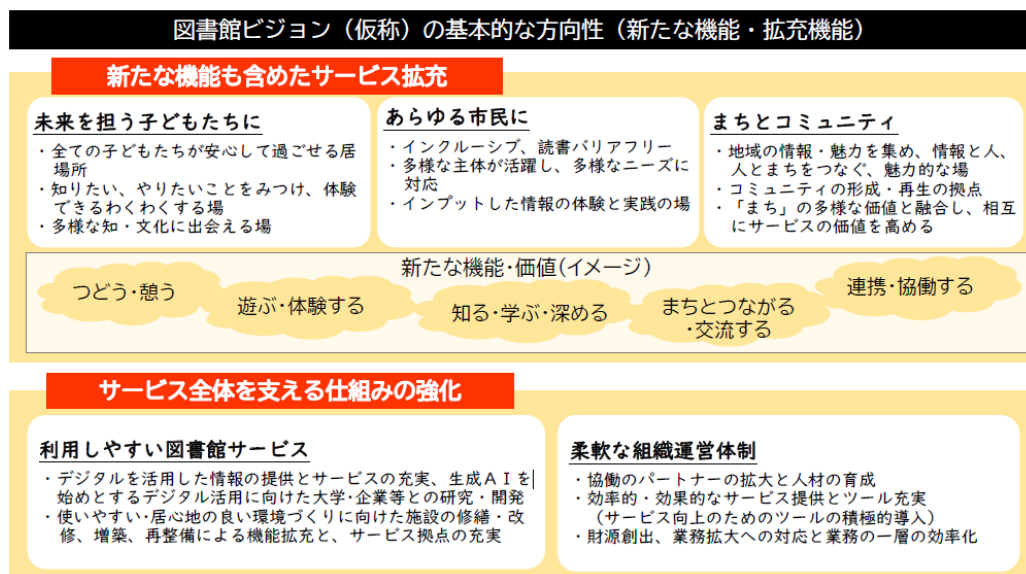 図書館ビジョン（仮称）の基本的な方向性（新たな機能・拡充機能）
新たな機能も含めたサービス拡充
未来を担う子どもたちに
・全ての子どもたちが安心して過ごせる居
場所
・知りたい、やりたいことをみつけ、体験
できるわくわくする場
・多様な知・文化に出会える場
あらゆる市民に
・インクルーシブ、読書バリアフリー
・多様な主体が活躍し、多様なニーズに
対応
・インプットした情報の体験と実践の場
まちとコミュニティ
・地域の情報・魅力を集め、情報と人、
人とまちをつなぐ、魅力的な場
・コミュニティの形成・再生の拠点
・「まち」の多様な価値と融合し、相互
にサービスの価値を高める
新たな機能・価値(イメージ)
つどう・憩う
遊ぶ・体験する
知る・学ぶ・深める
まちとつながる
・交流する
連携・協働する
サービス全体を支える仕組みの強化
利用しやすい図書館サービス
・デジタルを活用した情報の提供とサービスの充実、生成ＡＩを
始めとするデジタル活用に向けた大学・企業等との研究・開発
・使いやすい・居心地の良い環境づくりに向けた施設の修繕・改
修、増築、再整備による機能拡充と、サービス拠点の充実
柔軟な組織運営体制
・協働のパートナーの拡大と人材の育成
・効率的・効果的なサービス提供とツール充実
（サービス向上のためのツールの積極的導入）
・財源創出、業務拡大への対応と業務の一層の効率化